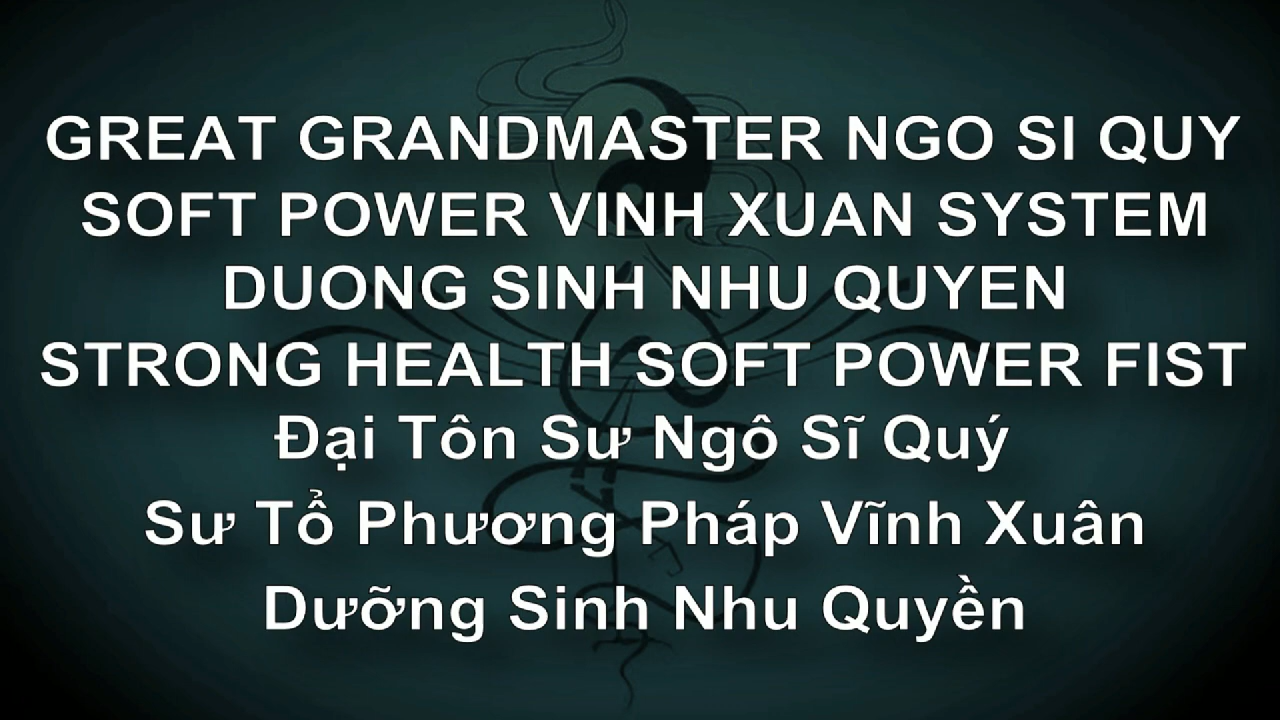 GREAT GRANDMASTER NGO SI QUY
SOFT POWER VINH XUAN SYSTEM
DUONG SINH NHU QUYEN
STRONG HEALTH SOFT POWER FIST
Đại Tôn Sư Ngô Sĩ Quý
Sư Tổ Phương Pháp Vĩnh Xuân
Dưỡng Sinh Nhu Quyền